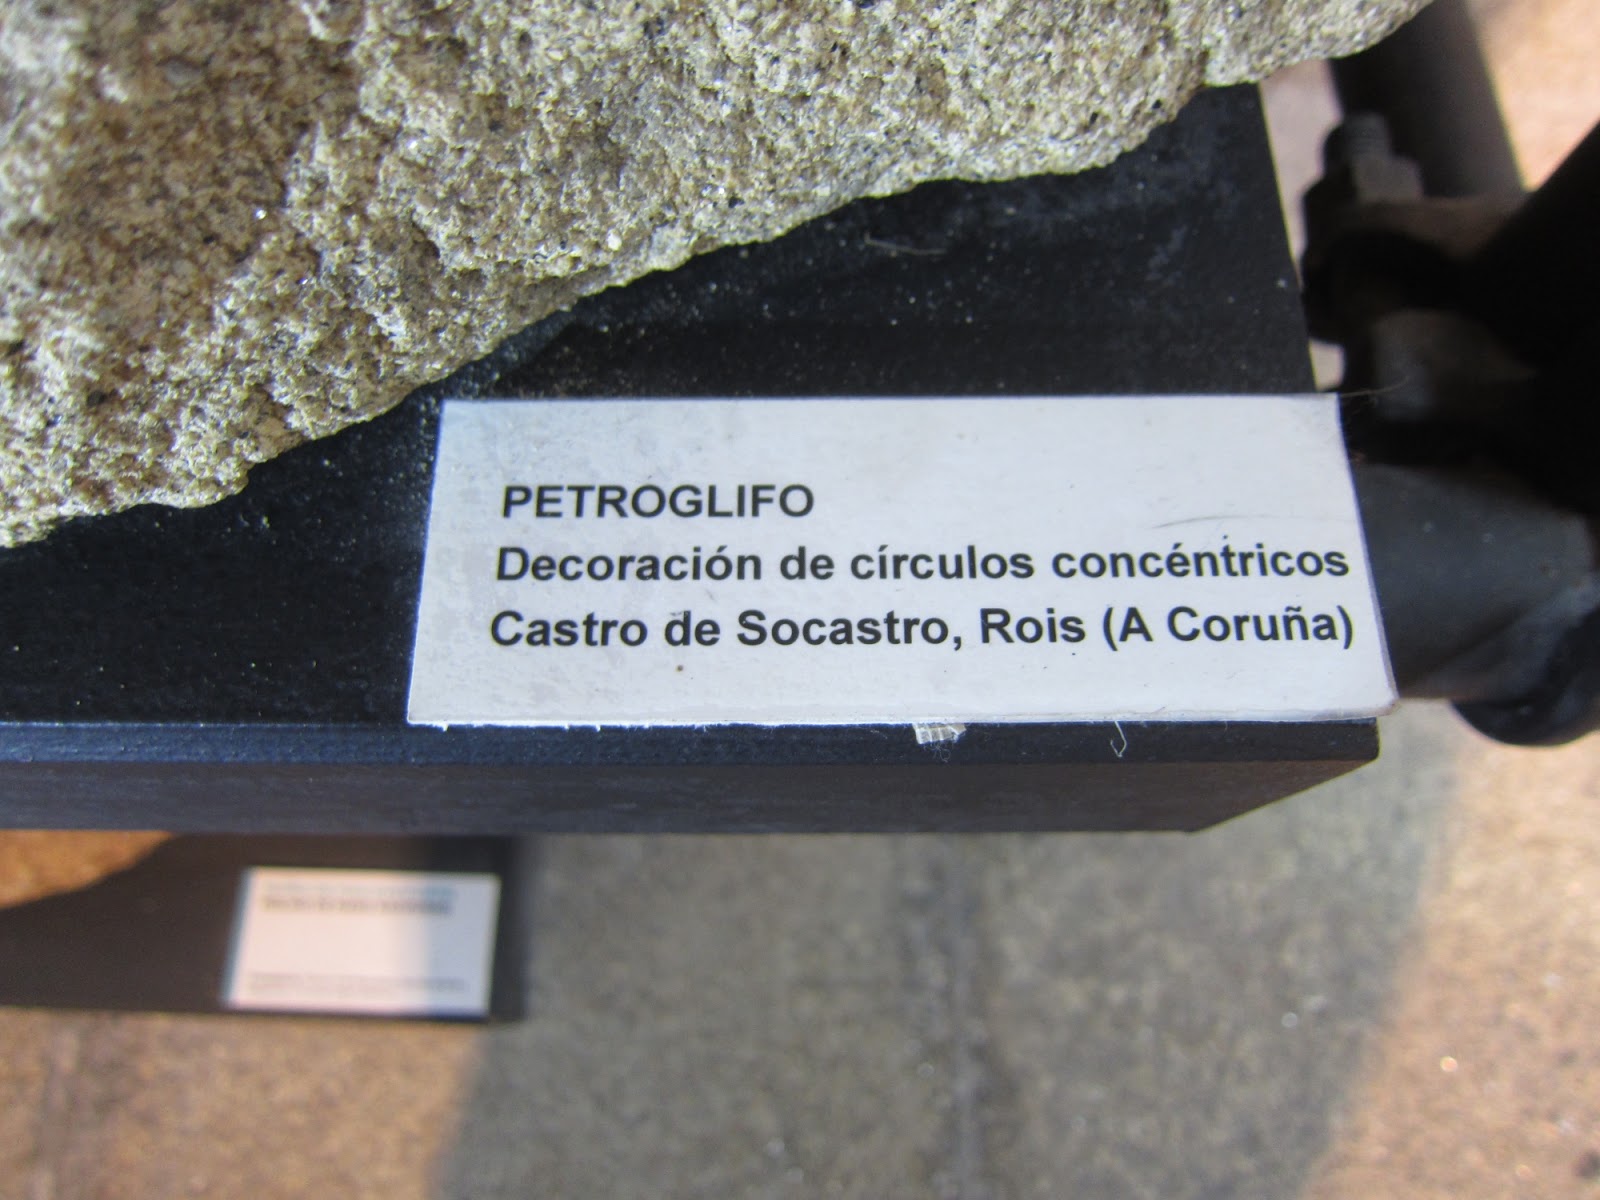 PETROGLIFO
Decoración de círculos concéntricos
Castro de Socastro, Rois (A Coruña)